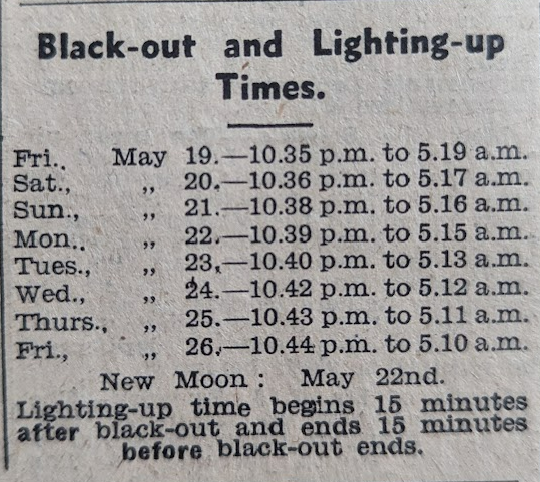 Black-out and Lighting-up
Times.
Fri., May 19.—10.35 p.m. to 5.19 a.m.
Sat., „ 20.—10.36 p.m. to 5.17 a.m.
Sun., „ 21.—10.38 p.m. to 5.16 a.m.
Mon., „ 22.—10.39 p.m. to 5.15 a.m.
Tues., „ 23.—10.40 p.m. to 5.13 a.m.
Wed., „ 24.—10.42 p.m. to 5.12 a.m.
Thurs., „ 25.—10.43 p.m. to 5.11 a.m.
Fri., „ 26.—10.44 p.m. to 5.10 a.m.
New Moon : May 22nd.
Lighting-up time begins 15 minutes
after black-out and ends 15 minutes
before black-out ends.